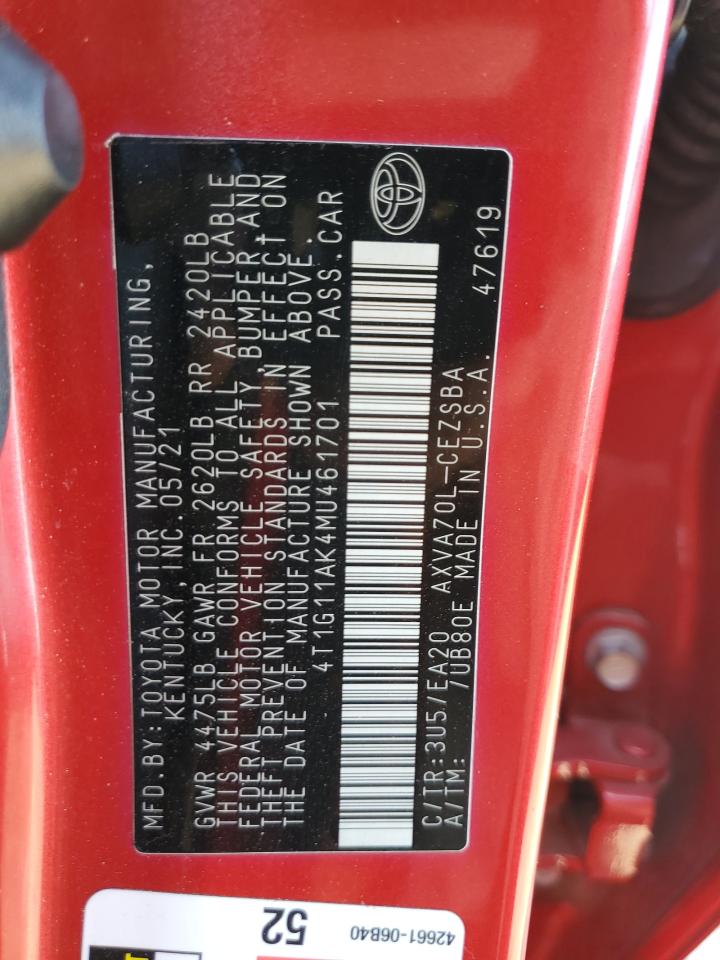 MFD.BY:TOYOTA MOTOR MANUFACTURING,
KENTUCKY, INC. 05/21
GVWR 4475LB GAWR FR 2620LB RR 2420LB
THIS VEHICLE CONFORMS TO ALL APPLICABLE
FEDERAL MOTOR VEHICLE SAFETY, BUMPER, AND
THEFT PREVENTION STANDARDS IN EFFECT ON
THE DATE OF MANUFACTURE SHOWN ABOVE.
4T1G11AK4MU461701 PASS.CAR
C/TR:3U5/EA20 AXVA70L-CEZSBA
A/TM: /UB80E MADE IN U.S.A. 47619
52
42661-06B40